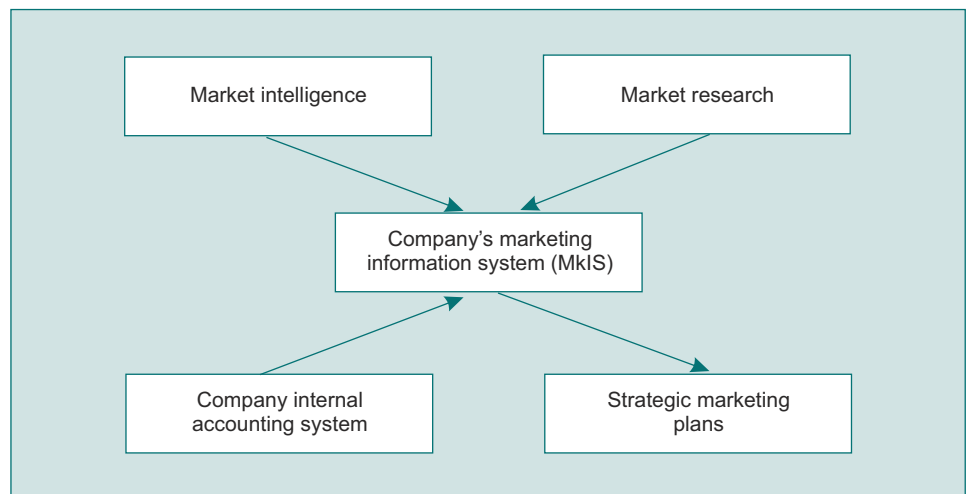 Market intelligence
Market research
Company’s marketing
information system (MkIS)
Company internal
accounting system
Strategic marketing
plans